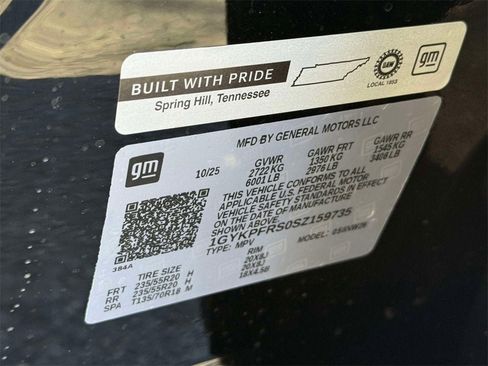 BUILT WITH PRIDE
Spring Hill, Tennessee
UAW
LOCAL 1853
gm
MFD BY GENERAL MOTORS LLC
gm
10/25 GVWR GAWR FRT GAWR RR
2722 KG 1350 KG 1545 KG
6001 LB 2976 LB 3406 LB
THIS VEHICLE CONFORMS TO ALL
APPLICABLE U.S. FEDERAL MOTOR
VEHICLE SAFETY STANDARDS IN EFFECT
ON THE DATE OF MANUFACTURE
SHOWN ABOVE.
1GYKPFRS0SZ159735
TYPE: MPV MODEL:
384A
TIRE SIZE RIM
FRT 235/55R20 H 20X8J
RR 235/55R20 H 20X8J
SPA T135/70R18 M 18X4.5B